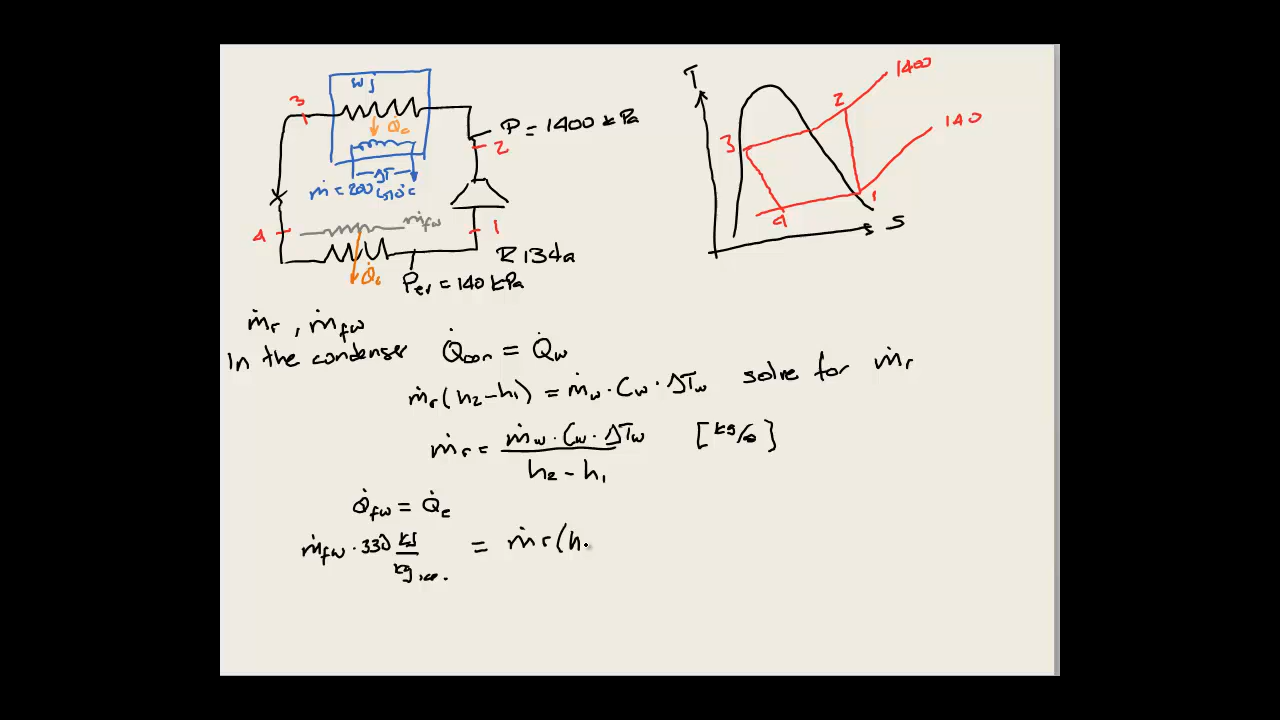 wj
3
Q̇c
P = 1400 kPa
2
ΔT
ṁ = 200
10°C
ṁfw
4
1
R134a
Q̇e
Pev = 140 kPa
T
1400
2
140
3
1
4
S
ṁr , ṁfw
In the condenser Q̇con = Q̇w
ṁr ( h2 – h1 ) = ṁw · Cw · ΔTw solve for ṁr
ṁr = ṁw · Cw · ΔTw [kg/s]
h2 – h1
Q̇fw = Q̇e
ṁfw · 330 kJ = ṁr(h
kg ice.